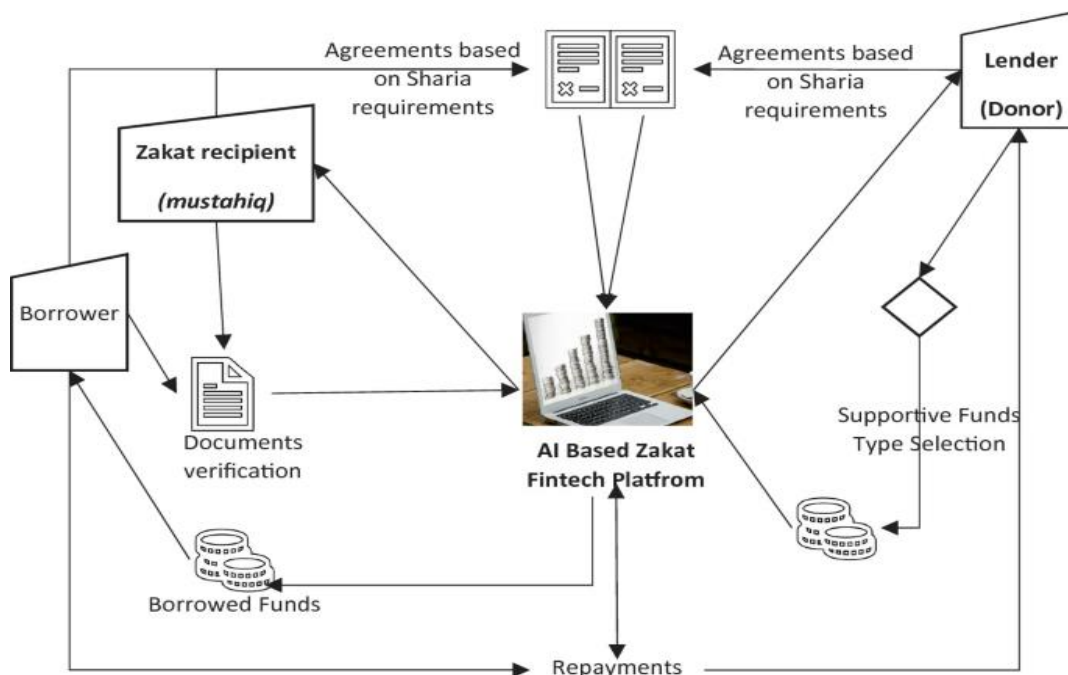 Agreements based
on Sharia
requirements
Agreements based
on Sharia
requirements
Lender
(Donor)
Zakat recipient
(mustahiq)
Borrower
Documents
verification
AI Based Zakat
Fintech Platfrom
Supportive Funds
Type Selection
Borrowed Funds
Repayments